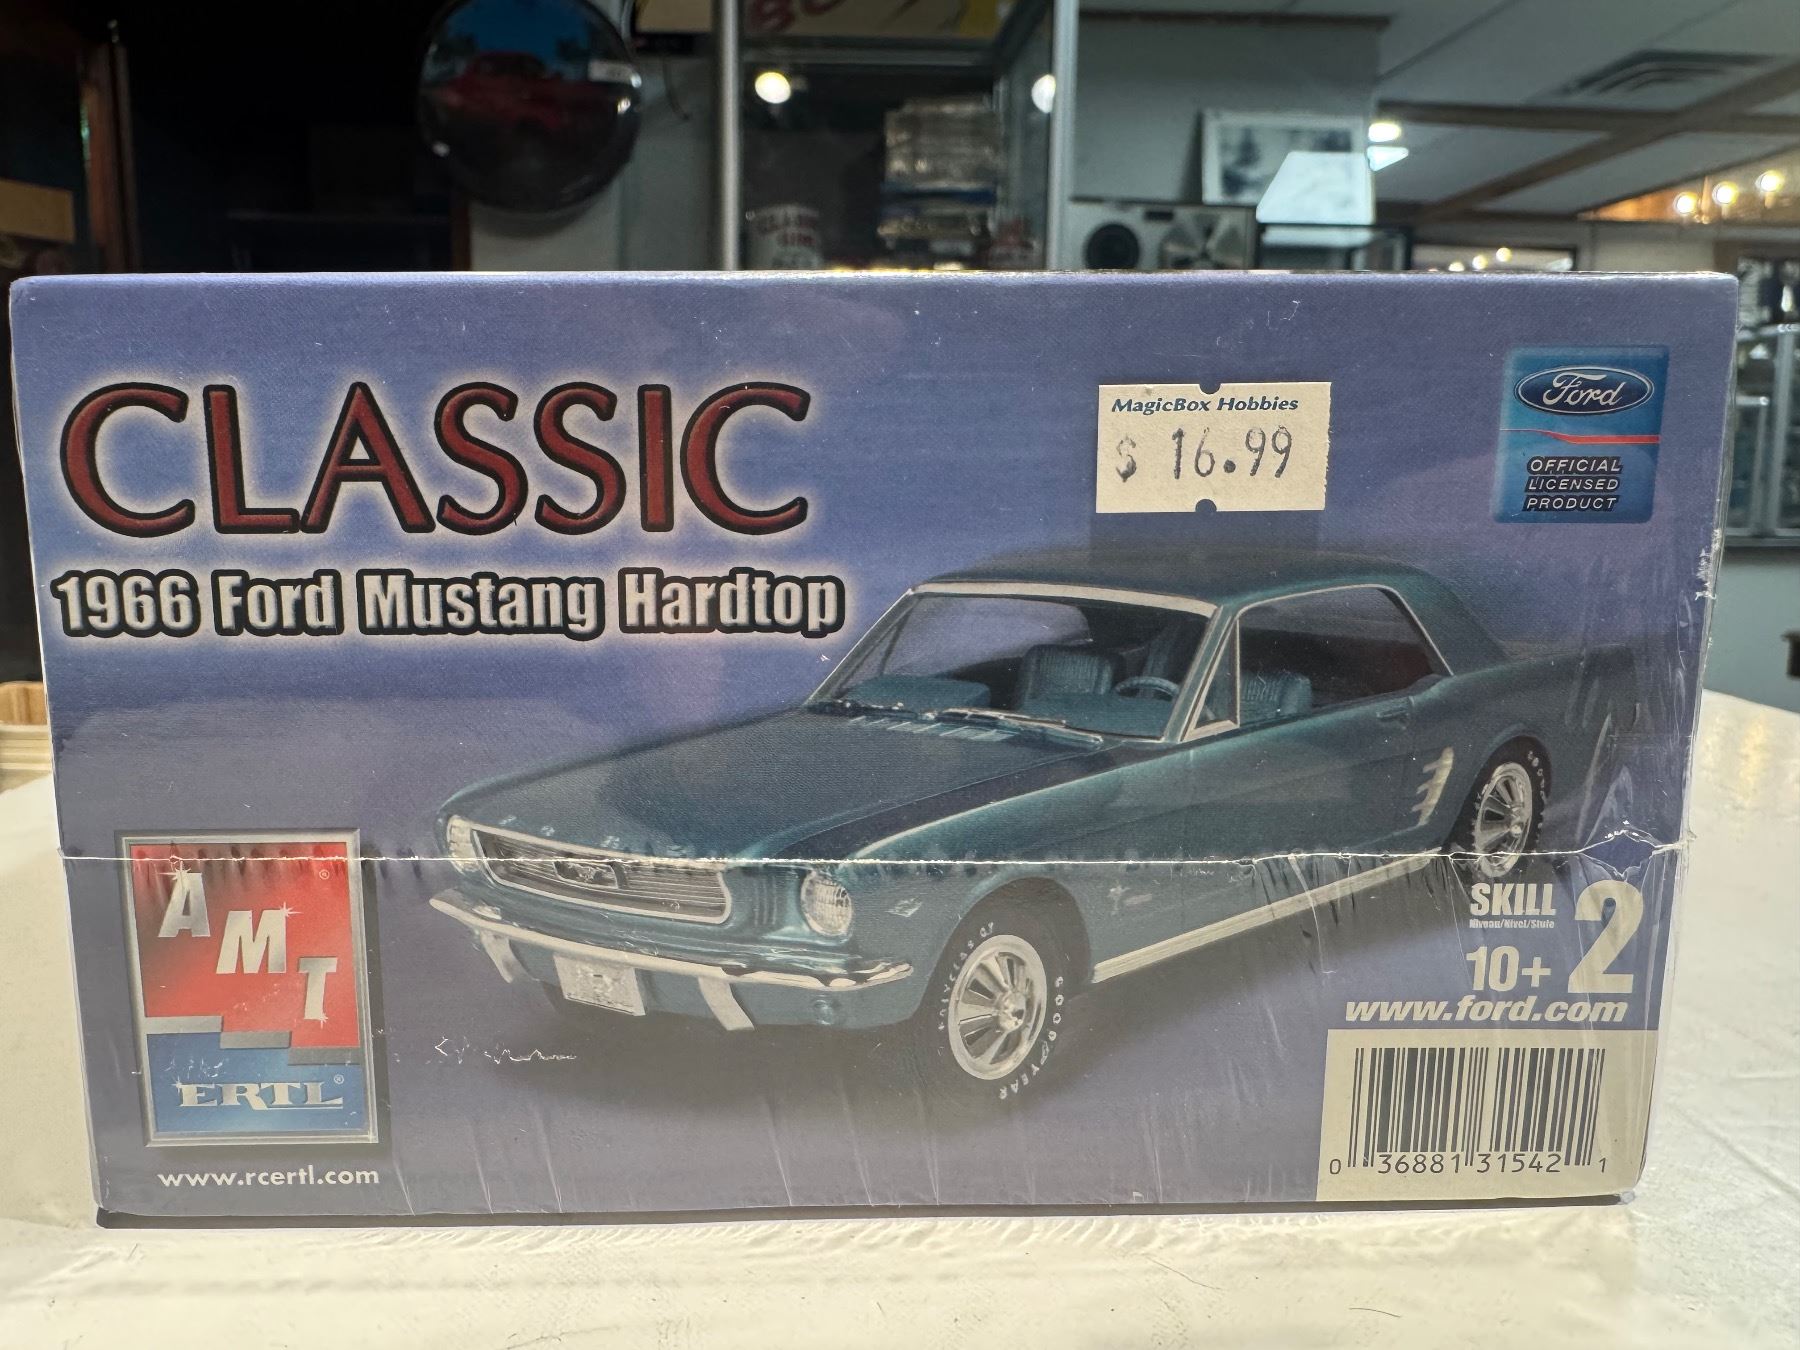 CLASSIC
1966 Ford Mustang Hardtop
MagicBox Hobbies
$ 16.99
Ford
OFFICIAL
LICENSED
PRODUCT
GOODYEAR
SKILL 2
Niveau/Nivel/Stufe
10+
www.ford.com
AMT
®
ERTL®
www.rcertl.com
0 36881 31542 1